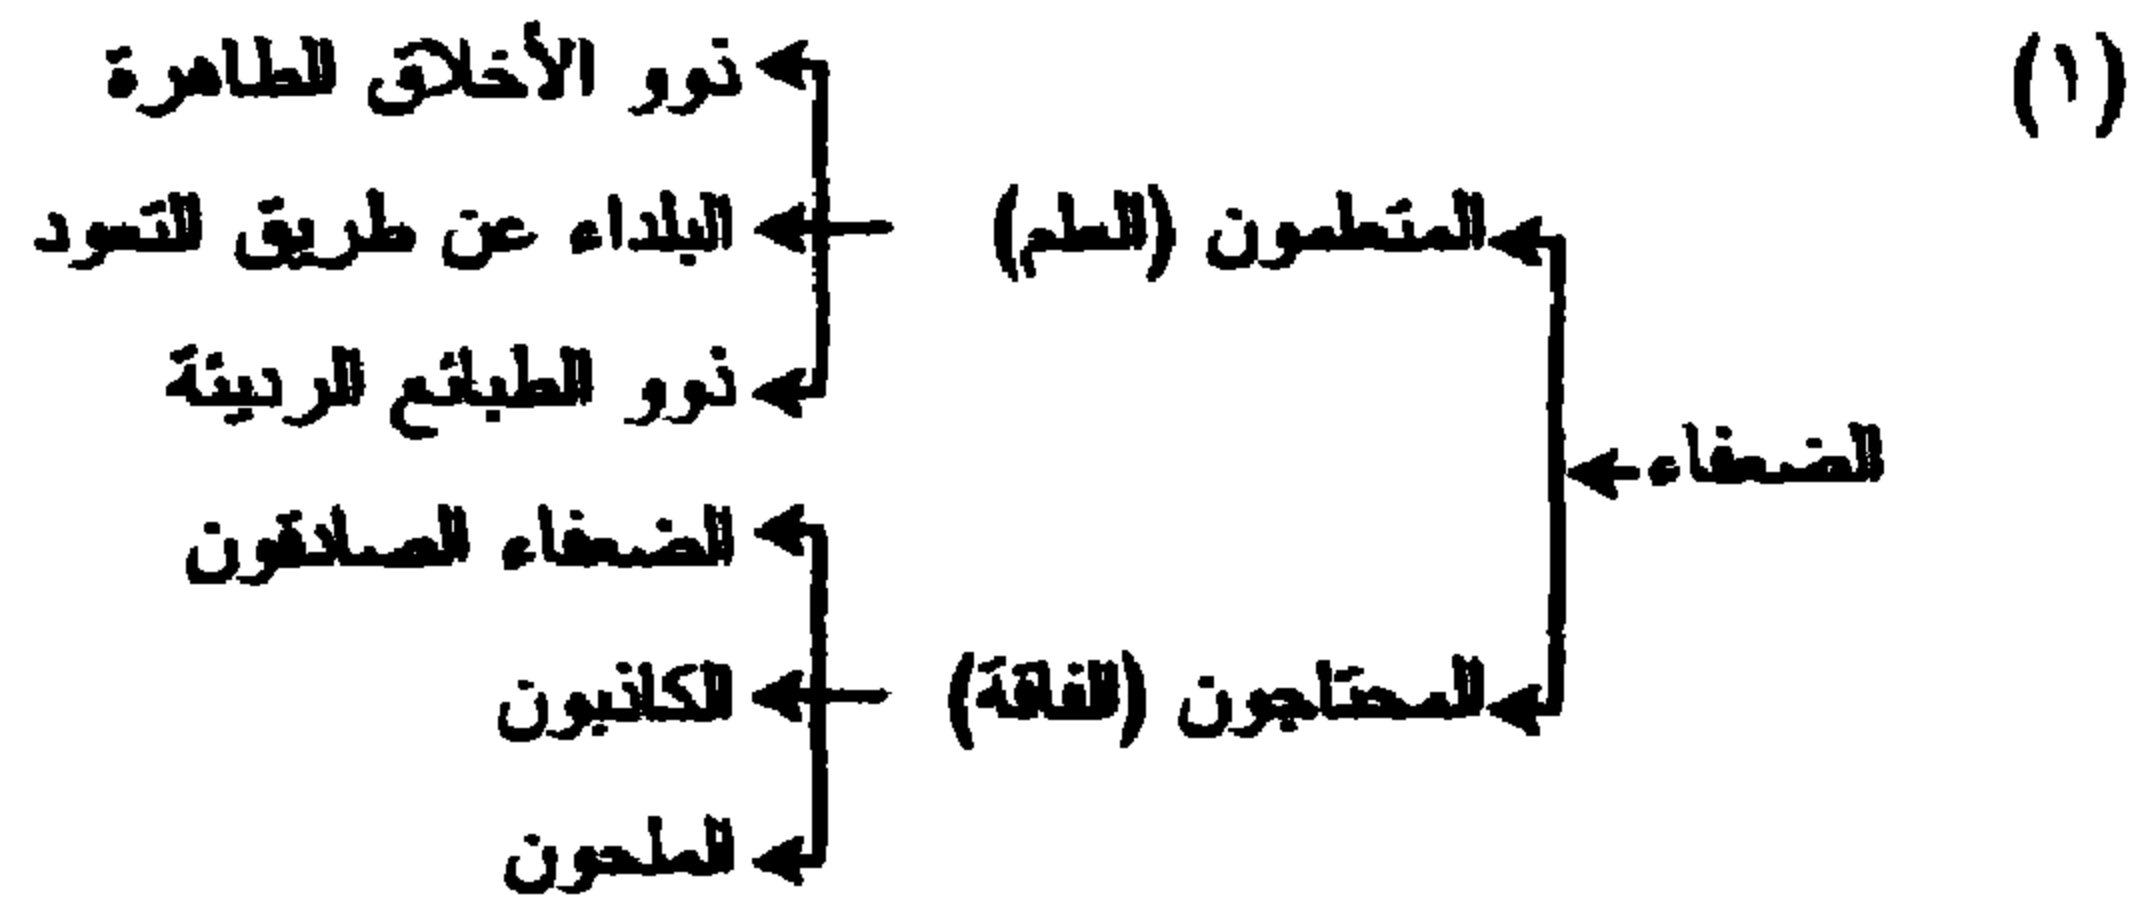 (١)
ذوو الأخلاق الطاهرة
المتعلمون (العلم)
البلداء عن طريق التعود
ذوو الطبائع الرديئة
الضعفاء
الضعفاء الصادقون
المحتاجون (الفاقة)
الكاذبون
الملحون